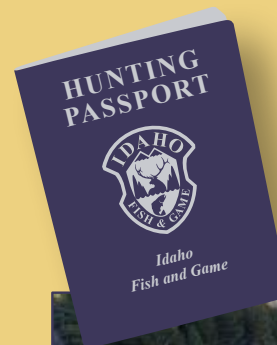 HUNTING
PASSPORT
IDAHO
FISH & GAME
Idaho
Fish and Game